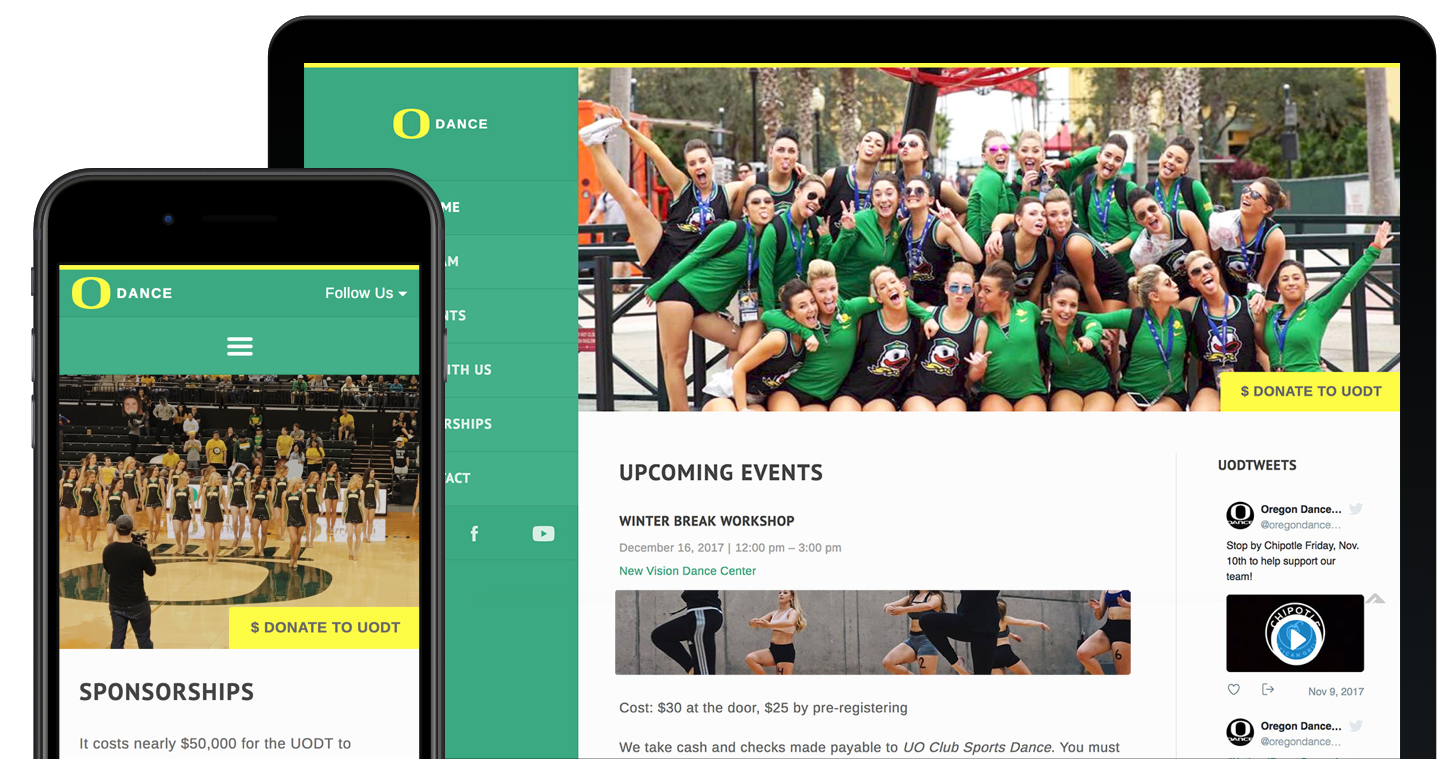 O DANCE
Follow Us
$ DONATE TO UODT
SPONSORSHIPS
It costs nearly $50,000 for the UODT to
O DANCE
ME
AM
NTS
ITH US
RSHIPS
TACT
$ DONATE TO UODT
UPCOMING EVENTS
WINTER BREAK WORKSHOP
December 16, 2017 | 12:00 pm – 3:00 pm
New Vision Dance Center
2
6
Cost: $30 at the door, $25 by pre-registering
We take cash and checks made payable to UO Club Sports Dance. You must
UODTWEETS
Oregon Dance...
@oregondance...
Stop by Chipotle Friday, Nov.
10th to help support our
team!
CHIPOTLE
Nov 9, 2017
Oregon Dance...
@oregondance...